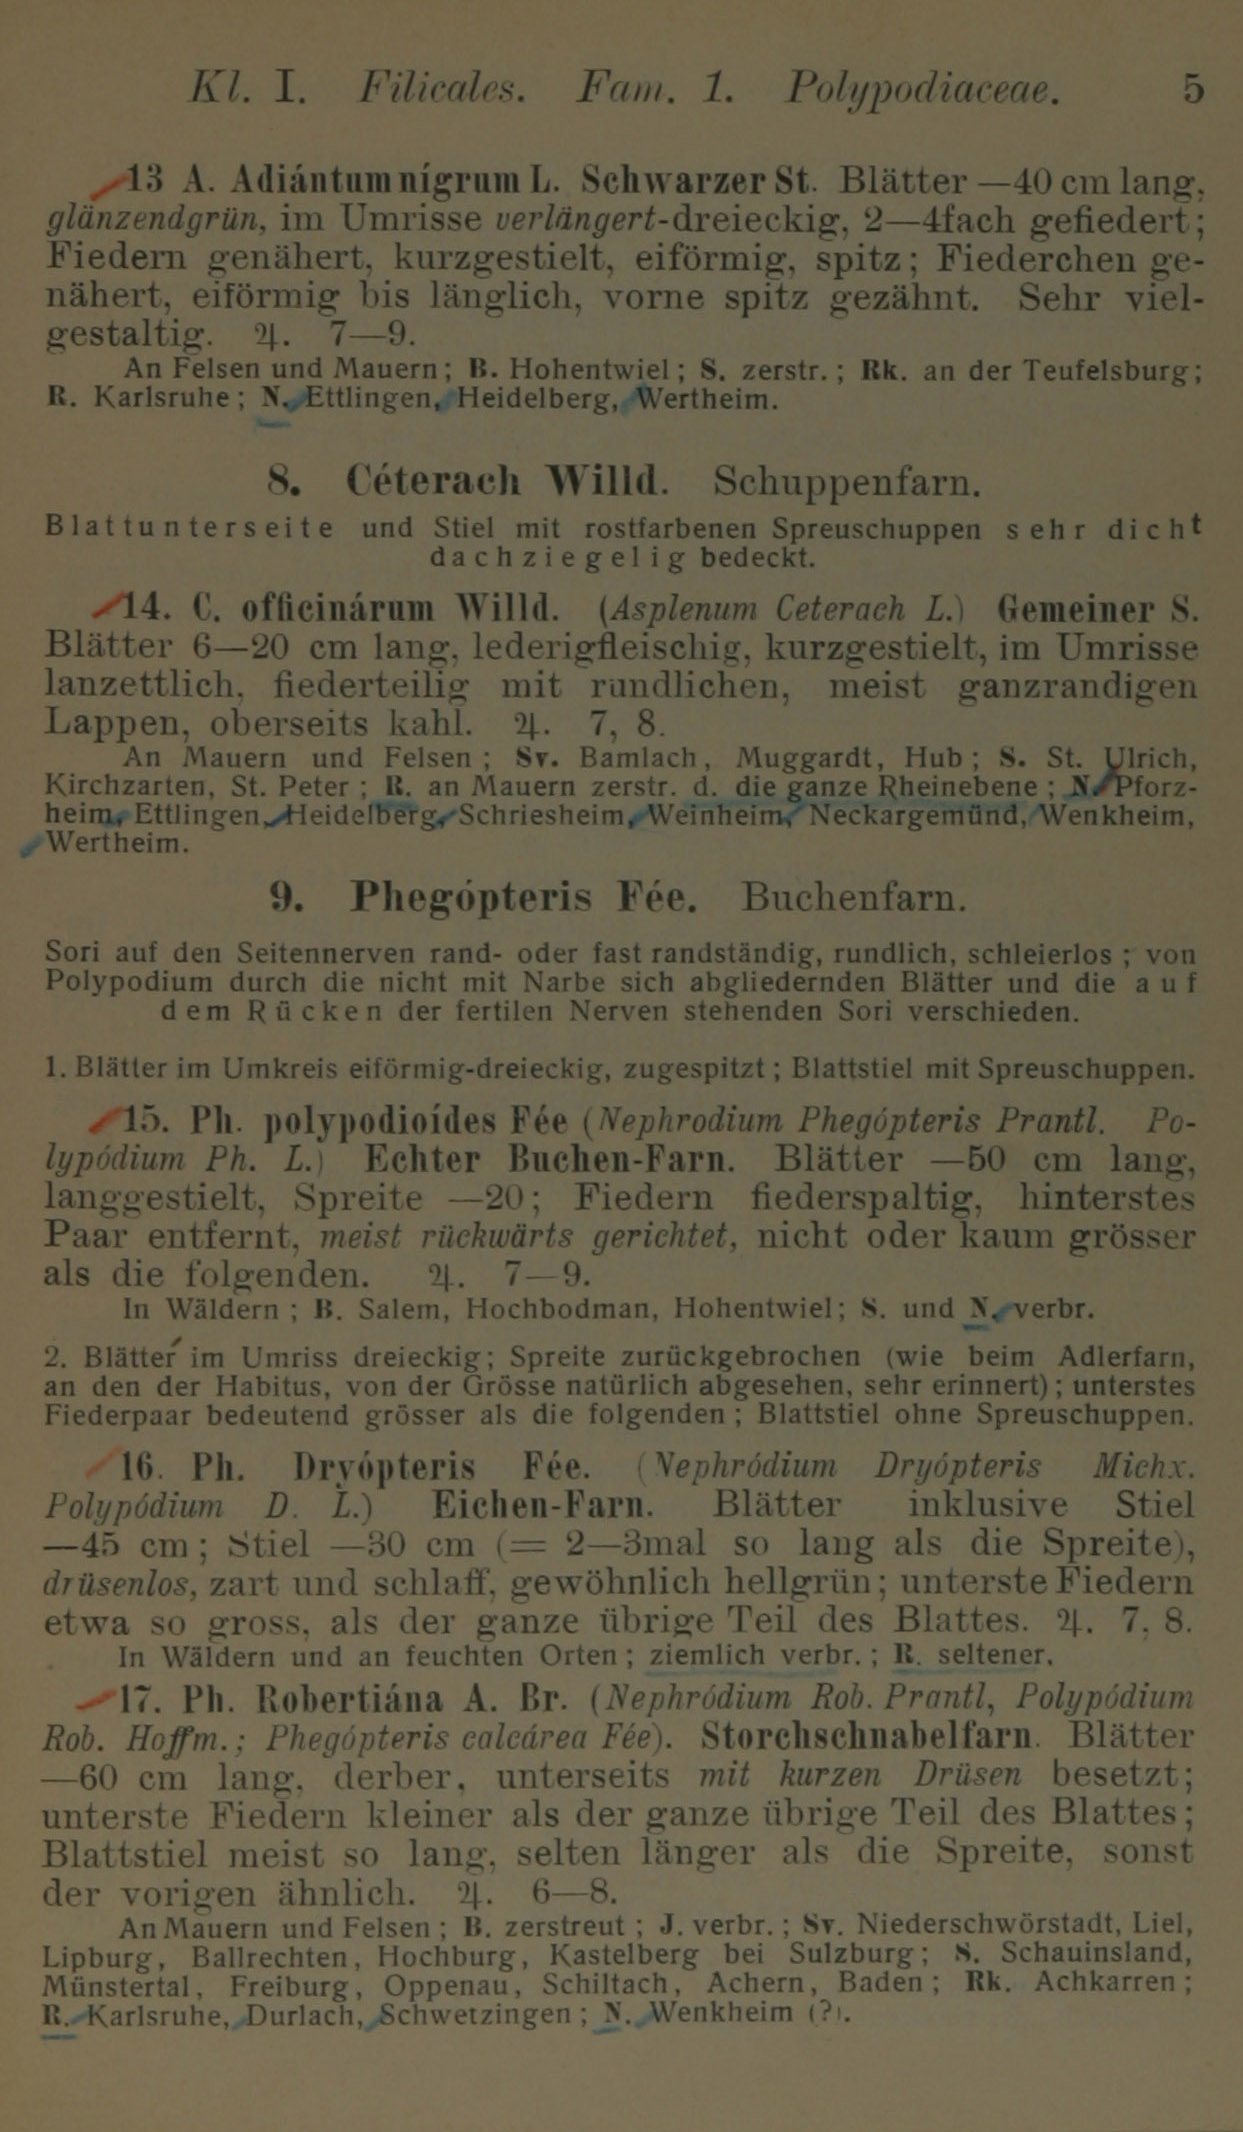 Kl. I. Filicales. Fam. 1. Polypodiaceae. 5
13 A. Adiántum nígrum L. Schwarzer St. Blätter —40 cm lang,
glänzendgrün, im Umrisse verlängert-dreieckig, 2—4fach gefiedert;
Fiedern genähert, kurzgestielt, eiförmig, spitz; Fiederchen ge-
nähert, eiförmig bis länglich, vorne spitz gezähnt. Sehr viel-
gestaltig. ♃. 7—9.
An Felsen und Mauern; B. Hohentwiel; S. zerstr.; Rk. an der Teufelsburg;
R. Karlsruhe; N. Ettlingen, Heidelberg, Wertheim.
8. Céterach Willd. Schuppenfarn.
Blattunterseite und Stiel mit rostfarbenen Spreuschuppen sehr dicht
dachziegelig bedeckt.
14. C. officinárum Willd. (Asplenum Ceterach L.) Gemeiner S.
Blätter 6—20 cm lang, lederigfleischig, kurzgestielt, im Umrisse
lanzettlich, fiederteilig mit rundlichen, meist ganzrandigen
Lappen, oberseits kahl. ♃. 7, 8.
An Mauern und Felsen; Sv. Bamlach, Muggardt, Hub; S. St. Ulrich,
Kirchzarten, St. Peter; R. an Mauern zerstr. d. die ganze Rheinebene; N. Pforz-
heim, Ettlingen, Heidelberg, Schriesheim, Weinheim, Neckargemünd, Wenkheim,
Wertheim.
9. Phegópteris Fée. Buchenfarn.
Sori auf den Seitennerven rand- oder fast randständig, rundlich, schleierlos; von
Polypodium durch die nicht mit Narbe sich abgliedernden Blätter und die auf
dem Rücken der fertilen Nerven stehenden Sori verschieden.
1. Blätter im Umkreis eiförmig-dreieckig, zugespitzt; Blattstiel mit Spreuschuppen.
15. Ph. polypodioídes Fée (Nephrodium Phegópteris Prantl. Po-
lypódium Ph. L.) Echter Buchen-Farn. Blätter —50 cm lang,
langgestielt, Spreite —20; Fiedern fiederspaltig, hinterstes
Paar entfernt, meist rückwärts gerichtet, nicht oder kaum grösser
als die folgenden. ♃. 7—9.
In Wäldern; B. Salem, Hochbodman, Hohentwiel; S. und N. verbr.
2. Blätter im Umriss dreieckig; Spreite zurückgebrochen (wie beim Adlerfarn,
an den der Habitus, von der Grösse natürlich abgesehen, sehr erinnert); unterstes
Fiederpaar bedeutend grösser als die folgenden; Blattstiel ohne Spreuschuppen.
16. Ph. Dryópteris Fée. (Nephródium Dryópteris Michx.
Polypódium D. L.) Eichen-Farn. Blätter inklusive Stiel
—45 cm; Stiel —30 cm (= 2—3mal so lang als die Spreite),
drüsenlos, zart und schlaff, gewöhnlich hellgrün; unterste Fiedern
etwa so gross, als der ganze übrige Teil des Blattes. ♃. 7, 8.
In Wäldern und an feuchten Orten; ziemlich verbr.; R. seltener.
17. Ph. Robertiána A. Br. (Nephródium Rob. Prantl, Polypódium
Rob. Hoffm.; Phegópteris calcárea Fée). Storchschnabelfarn. Blätter
—60 cm lang, derber, unterseits mit kurzen Drüsen besetzt;
unterste Fiedern kleiner als der ganze übrige Teil des Blattes;
Blattstiel meist so lang, selten länger als die Spreite, sonst
der vorigen ähnlich. ♃. 6—8.
An Mauern und Felsen; B. zerstreut; J. verbr.; Sv. Niederschwörstadt, Liel,
Lipburg, Ballrechten, Hochburg, Kastelberg bei Sulzburg; S. Schauinsland,
Münstertal, Freiburg, Oppenau, Schiltach, Achern, Baden; Rk. Achkarren;
R. Karlsruhe, Durlach, Schwetzingen; N. Wenkheim (?).